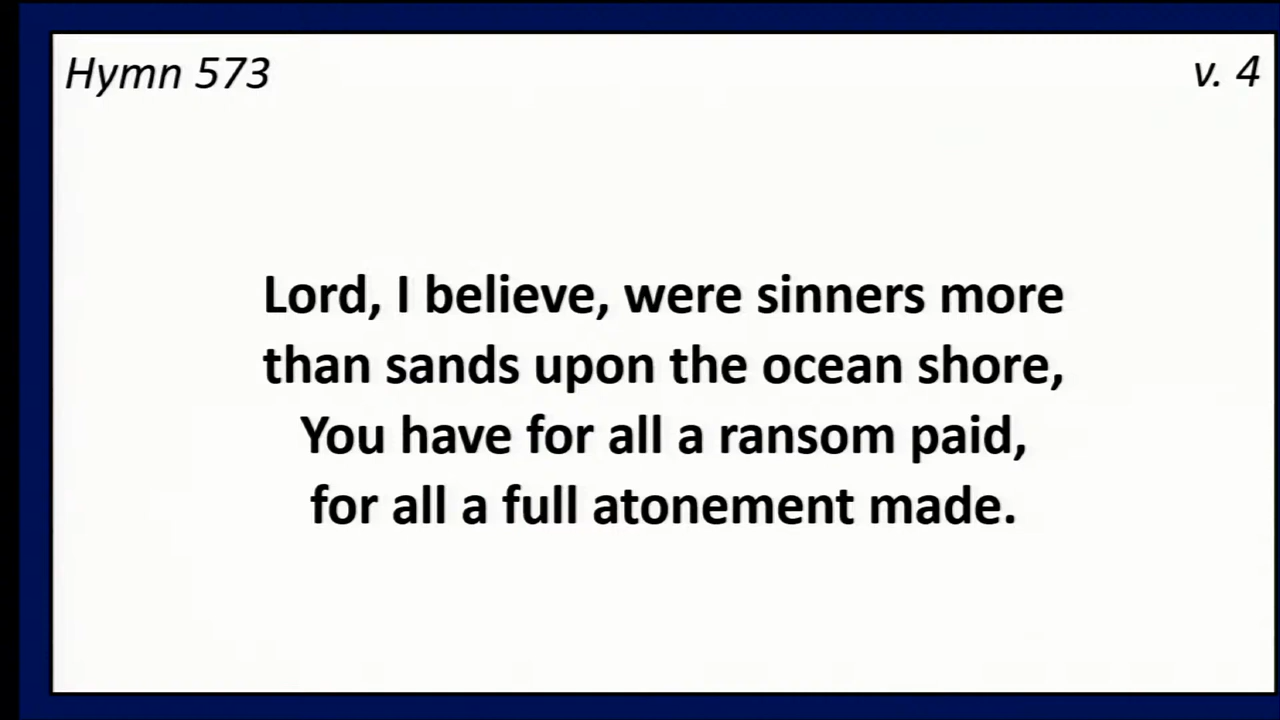 Hymn 573
v. 4
Lord, I believe, were sinners more
than sands upon the ocean shore,
You have for all a ransom paid,
for all a full atonement made.